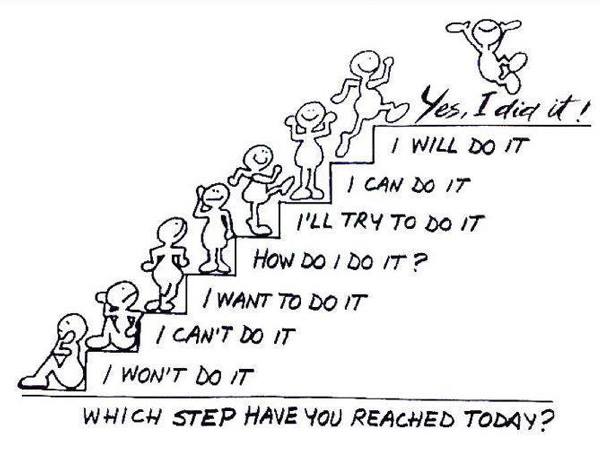 Yes, I did it!
I WILL DO IT
I CAN DO IT
I'LL TRY TO DO IT
HOW DO I DO IT?
I WANT TO DO IT
I CAN'T DO IT
I WON'T DO IT
WHICH STEP HAVE YOU REACHED TODAY?